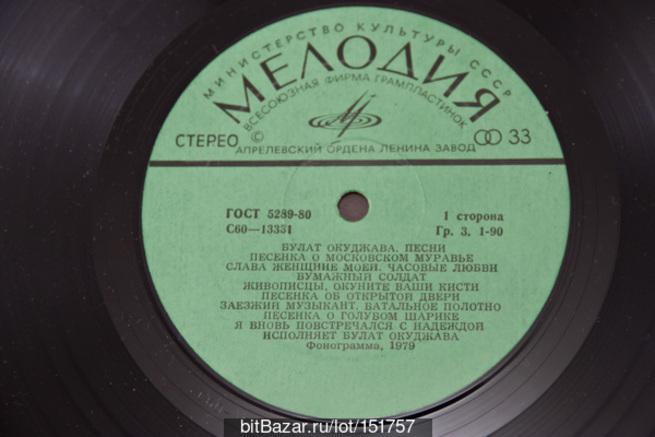 МИНИСТЕРСТВО КУЛЬТУРЫ СССР
МЕЛОДИЯ
ВСЕСОЮЗНАЯ ФИРМА ГРАМПЛАСТИНОК
СТЕРЕО © 33
АПРЕЛЕВСКИЙ ОРДЕНА ЛЕНИНА ЗАВОД
ГОСТ 5289-80 1 сторона
С60—13331 Гр. 3. 1-90
БУЛАТ ОКУДЖАВА. ПЕСНИ
ПЕСЕНКА О МОСКОВСКОМ МУРАВЬЕ
СЛАВА ЖЕНЩИНЕ МОЕЙ. ЧАСОВЫЕ ЛЮБВИ
БУМАЖНЫЙ СОЛДАТ
ЖИВОПИСЦЫ, ОКУНИТЕ ВАШИ КИСТИ
ПЕСЕНКА ОБ ОТКРЫТОЙ ДВЕРИ
ЗАЕЗЖИЙ МУЗЫКАНТ. БАТАЛЬНОЕ ПОЛОТНО
ПЕСЕНКА О ГОЛУБОМ ШАРИКЕ
Я ВНОВЬ ПОВСТРЕЧАЛСЯ С НАДЕЖДОЙ
ИСПОЛНЯЕТ БУЛАТ ОКУДЖАВА
Фонограмма, 1979
bitBazar.ru/lot/151757